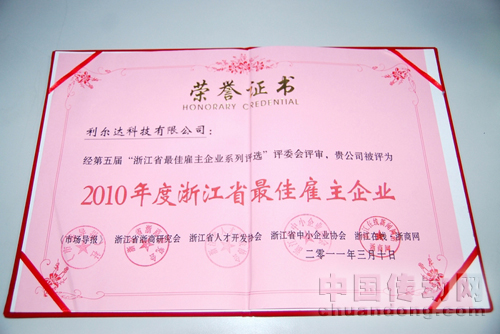 荣誉证书
HONORARY CREDENTIAL
利尔达科技有限公司：
经第五届“浙江省最佳雇主企业系列评选”评委会评审，贵公司被评为
2010年度浙江省最佳雇主企业
《市场导报》 浙江省浙商研究会 浙江省人才开发协会 浙江省中小企业协会 浙江在线·浙商网
二零一一年三月十日
中国传动网
chuandong.com